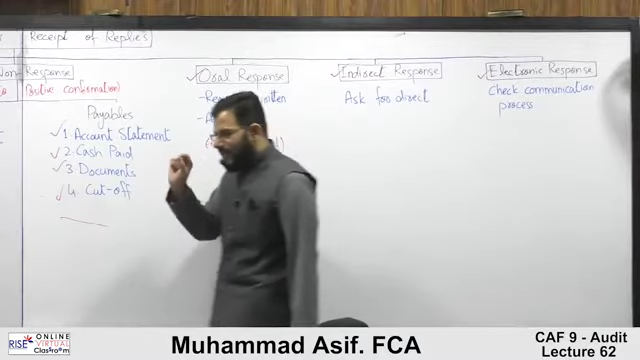 Receipt of Replies
Non-Response
Positive confirmation)
Payables
1. Account Statement
2. Cash Paid
3. Documents
4. Cut-off
Oral Response
Ask for direct
Indirect Response
Electronic Response
Check communication
process
RISE
ONLINE
VIRTUAL
Classroom
Muhammad Asif. FCA
CAF 9 - Audit
Lecture 62